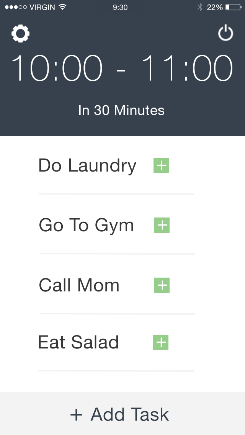 VIRGIN 9:30 22%
10:00 - 11:00
In 30 Minutes
Do Laundry +
Go To Gym +
Call Mom +
Eat Salad +
+ Add Task